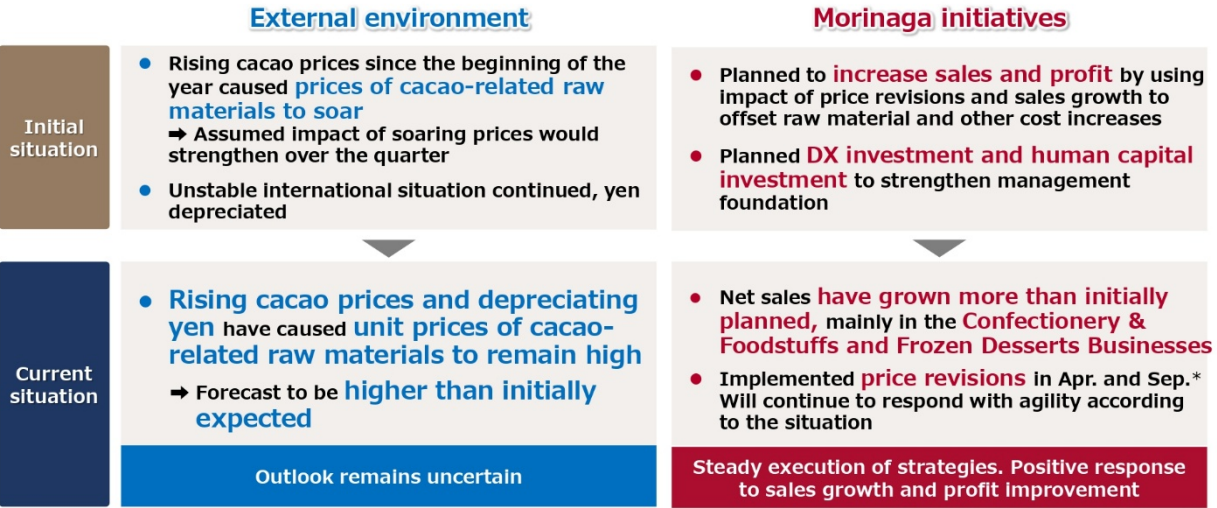 External environment
Morinaga initiatives
Initial
situation
● Rising cacao prices since the beginning of the
year caused prices of cacao-related raw
materials to soar
➡ Assumed impact of soaring prices would
strengthen over the quarter
● Unstable international situation continued, yen
depreciated
● Planned to increase sales and profit by using
impact of price revisions and sales growth to
offset raw material and other cost increases
● Planned DX investment and human capital
investment to strengthen management
foundation
Current
situation
● Rising cacao prices and depreciating
yen have caused unit prices of cacao-
related raw materials to remain high
➡ Forecast to be higher than initially
expected
Outlook remains uncertain
● Net sales have grown more than initially
planned, mainly in the Confectionery &
Foodstuffs and Frozen Desserts Businesses
● Implemented price revisions in Apr. and Sep.*
Will continue to respond with agility according
to the situation
Steady execution of strategies. Positive response
to sales growth and profit improvement